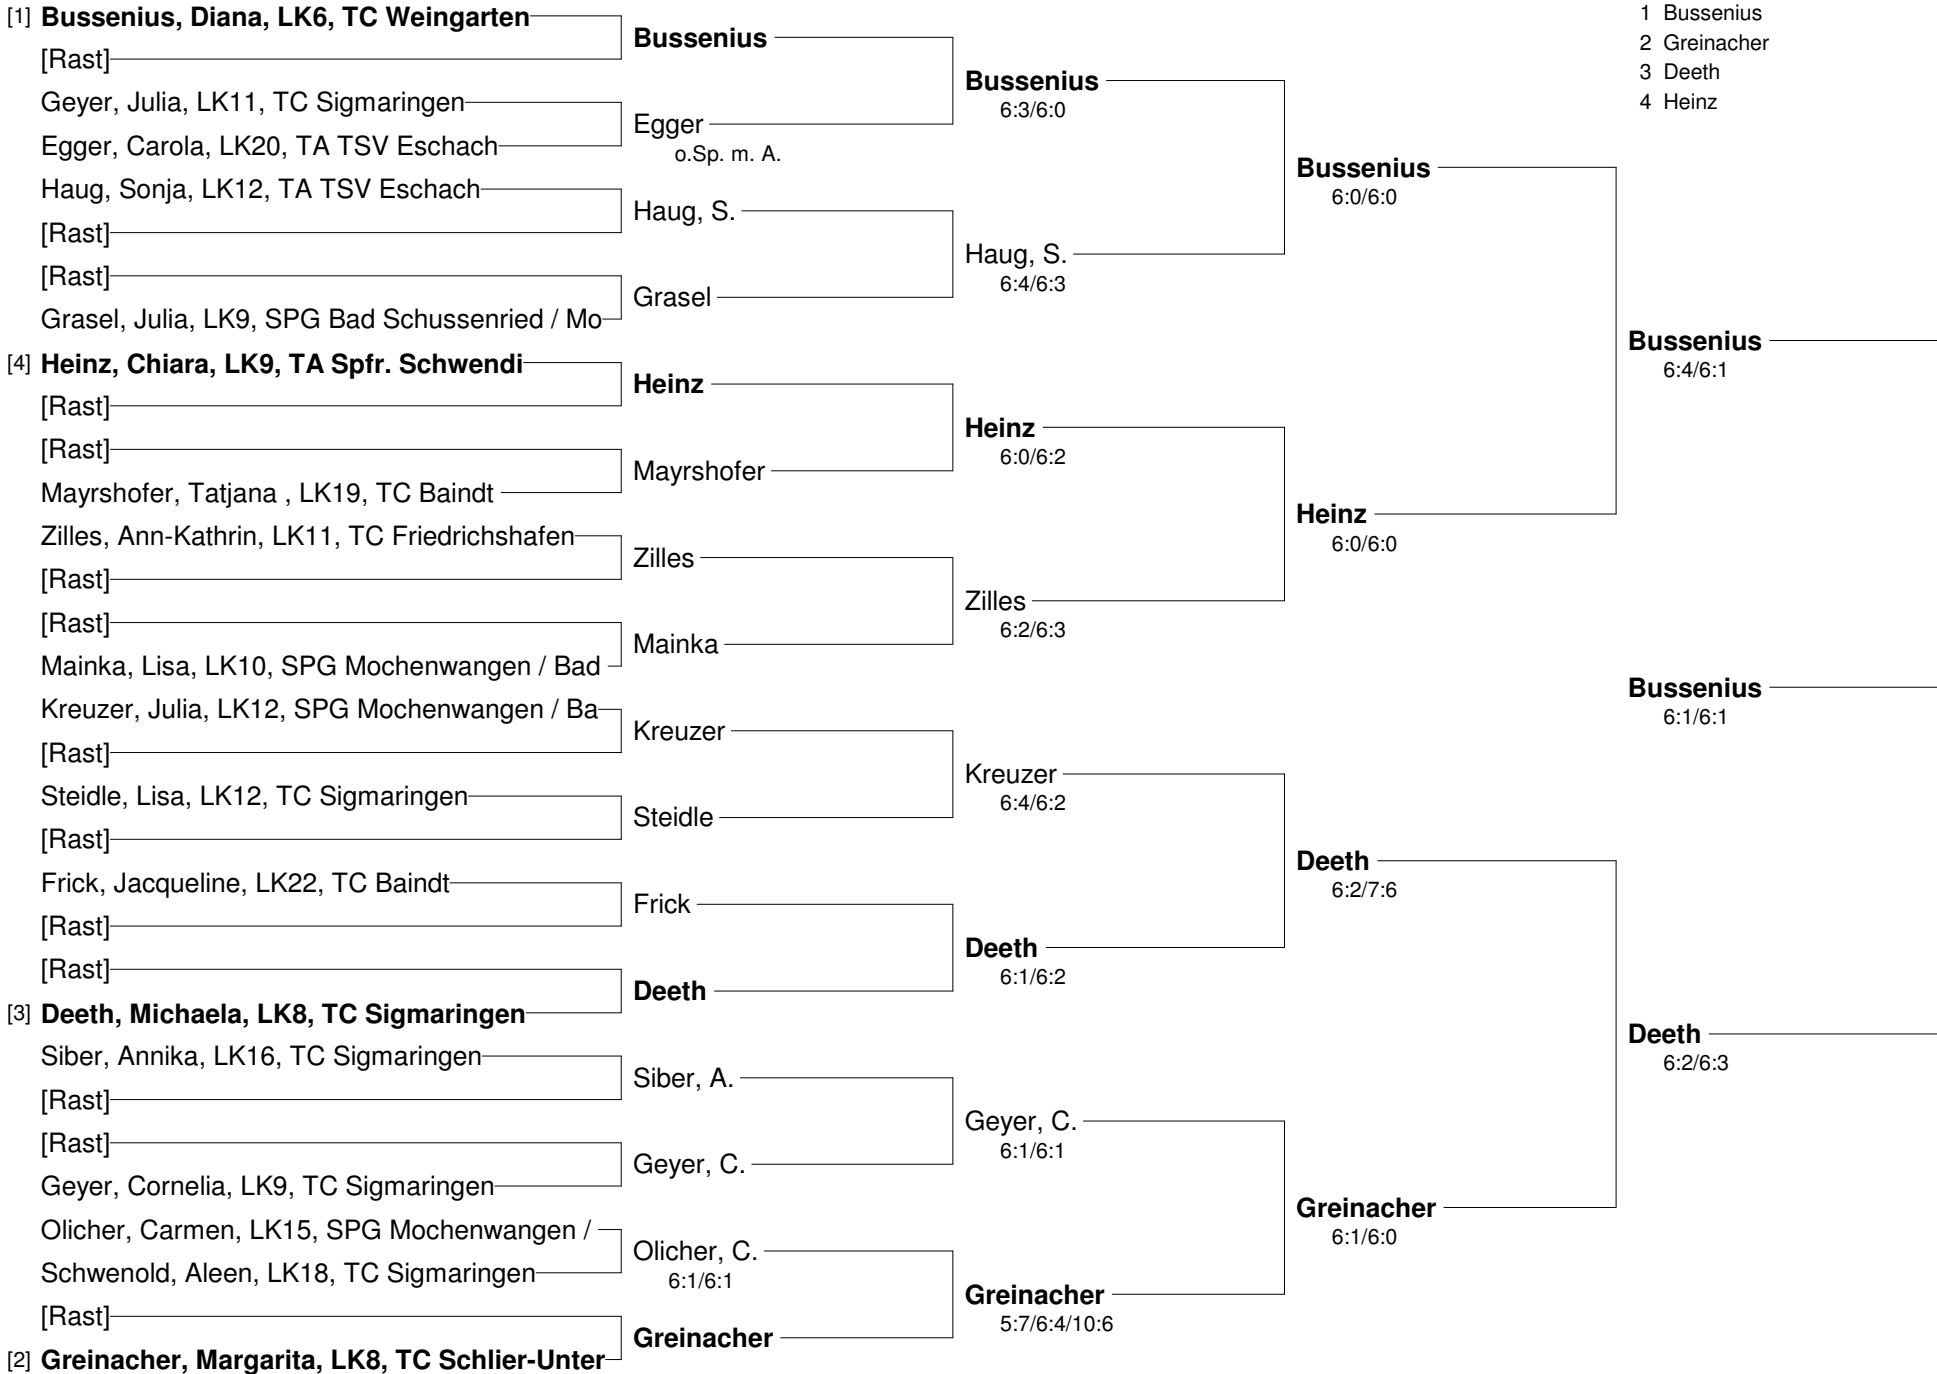 [1] Bussenius, Diana, LK6, TC Weingarten
[Rast]
Geyer, Julia, LK11, TC Sigmaringen
Egger, Carola, LK20, TA TSV Eschach
Haug, Sonja, LK12, TA TSV Eschach
[Rast]
[Rast]
Grasel, Julia, LK9, SPG Bad Schussenried / Mo
[4] Heinz, Chiara, LK9, TA Spfr. Schwendi
[Rast]
[Rast]
Mayrshofer, Tatjana , LK19, TC Baindt
Zilles, Ann-Kathrin, LK11, TC Friedrichshafen
[Rast]
[Rast]
Mainka, Lisa, LK10, SPG Mochenwangen / Bad
Kreuzer, Julia, LK12, SPG Mochenwangen / Ba
[Rast]
Steidle, Lisa, LK12, TC Sigmaringen
[Rast]
Frick, Jacqueline, LK22, TC Baindt
[Rast]
[Rast]
[3] Deeth, Michaela, LK8, TC Sigmaringen
Siber, Annika, LK16, TC Sigmaringen
[Rast]
[Rast]
Geyer, Cornelia, LK9, TC Sigmaringen
Olicher, Carmen, LK15, SPG Mochenwangen /
Schwenold, Aleen, LK18, TC Sigmaringen
[Rast]
[2] Greinacher, Margarita, LK8, TC Schlier-Unter
Bussenius
Egger
o.Sp. m. A.
Haug, S.
Grasel
Heinz
Mayrshofer
Zilles
Mainka
Kreuzer
Steidle
Frick
Deeth
Siber, A.
Geyer, C.
Olicher, C.
6:1/6:1
Greinacher
Bussenius
6:3/6:0
Haug, S.
6:4/6:3
Heinz
6:0/6:2
Zilles
6:2/6:3
Kreuzer
6:4/6:2
Deeth
6:1/6:2
Geyer, C.
6:1/6:1
Greinacher
5:7/6:4/10:6
Bussenius
6:0/6:0
Heinz
6:0/6:0
Deeth
6:2/7:6
Greinacher
6:1/6:0
1 Bussenius
2 Greinacher
3 Deeth
4 Heinz
Bussenius
6:4/6:1
Bussenius
6:1/6:1
Deeth
6:2/6:3